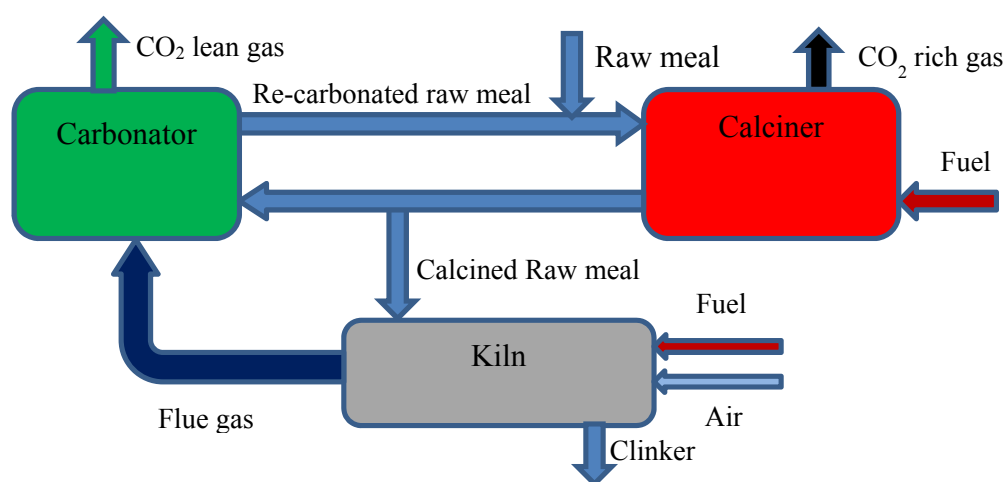 CO₂ lean gas
Raw meal
CO₂ rich gas
Re-carbonated raw meal
Carbonator
Calciner
Fuel
Calcined Raw meal
Fuel
Kiln
Flue gas
Air
Clinker